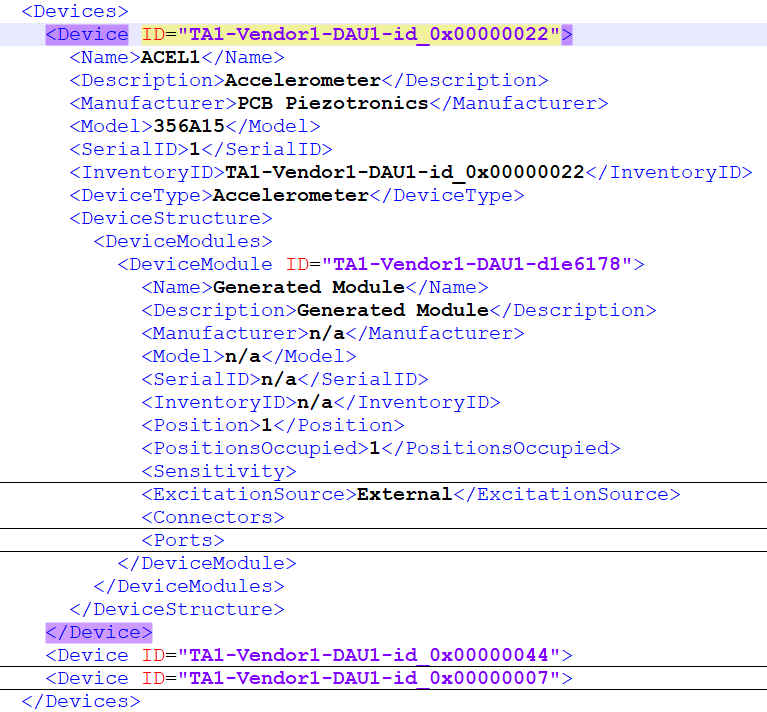 <Devices>
<Device ID="TA1-Vendor1-DAU1-id_0x00000022">
<Name>ACEL1</Name>
<Description>Accelerometer</Description>
<Manufacturer>PCB Piezotronics</Manufacturer>
<Model>356A15</Model>
<SerialID>1</SerialID>
<InventoryID>TA1-Vendor1-DAU1-id_0x00000022</InventoryID>
<DeviceType>Accelerometer</DeviceType>
<DeviceStructure>
<DeviceModules>
<DeviceModule ID="TA1-Vendor1-DAU1-d1e6178">
<Name>Generated Module</Name>
<Description>Generated Module</Description>
<Manufacturer>n/a</Manufacturer>
<Model>n/a</Model>
<SerialID>n/a</SerialID>
<InventoryID>n/a</InventoryID>
<Position>1</Position>
<PositionsOccupied>1</PositionsOccupied>
<Sensitivity>
<ExcitationSource>External</ExcitationSource>
<Connectors>
<Ports>
</DeviceModule>
</DeviceModules>
</DeviceStructure>
</Device>
<Device ID="TA1-Vendor1-DAU1-id_0x00000044">
<Device ID="TA1-Vendor1-DAU1-id_0x00000007">
</Devices>